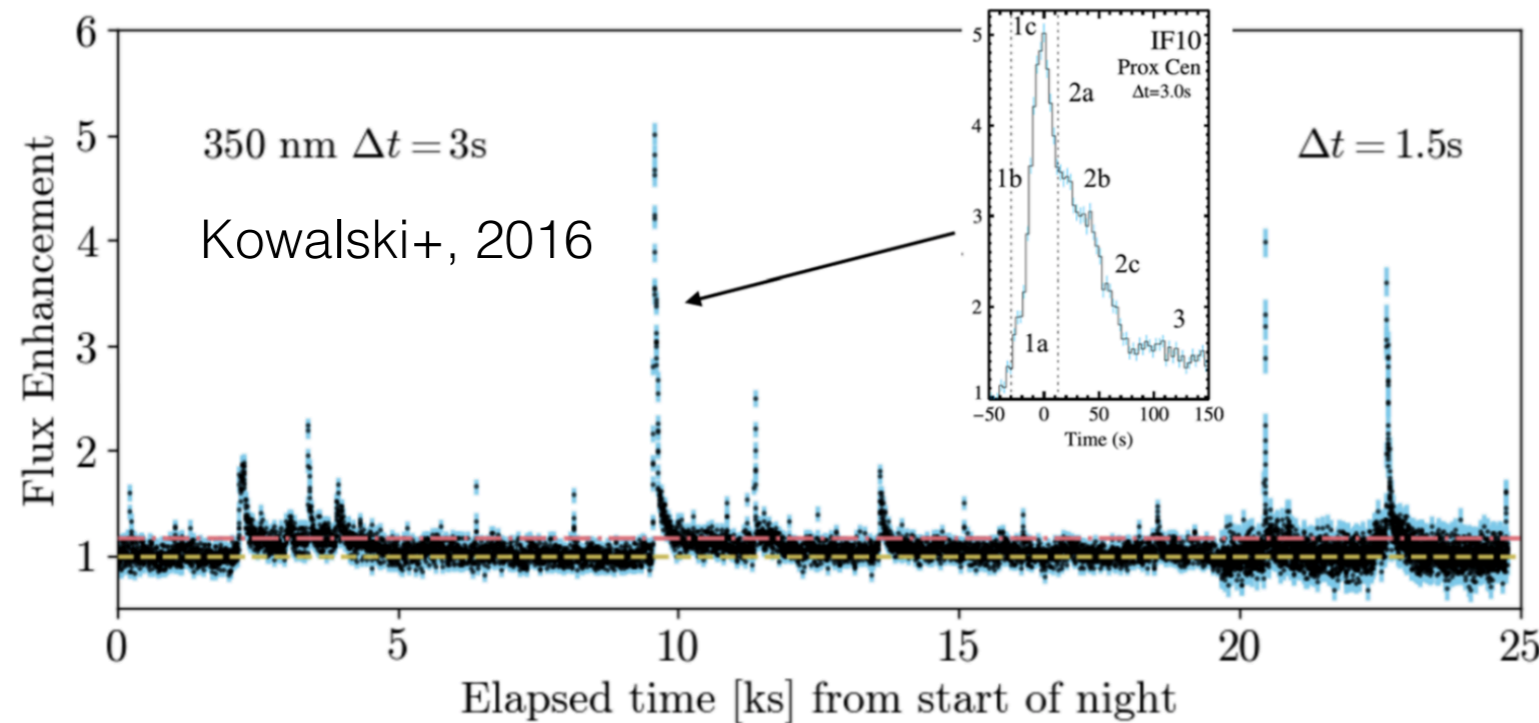 6
5
4
3
2
1
Flux Enhancement
350 nm Δt = 3s
Kowalski+, 2016
Δt = 1.5s
IF10
Prox Cen
Δt=3.0s
5
4
3
2
1
1c
2a
1b
2b
2c
1a
3
−50 0 50 100 150
Time (s)
0 5 10 15 20 25
Elapsed time [ks] from start of night